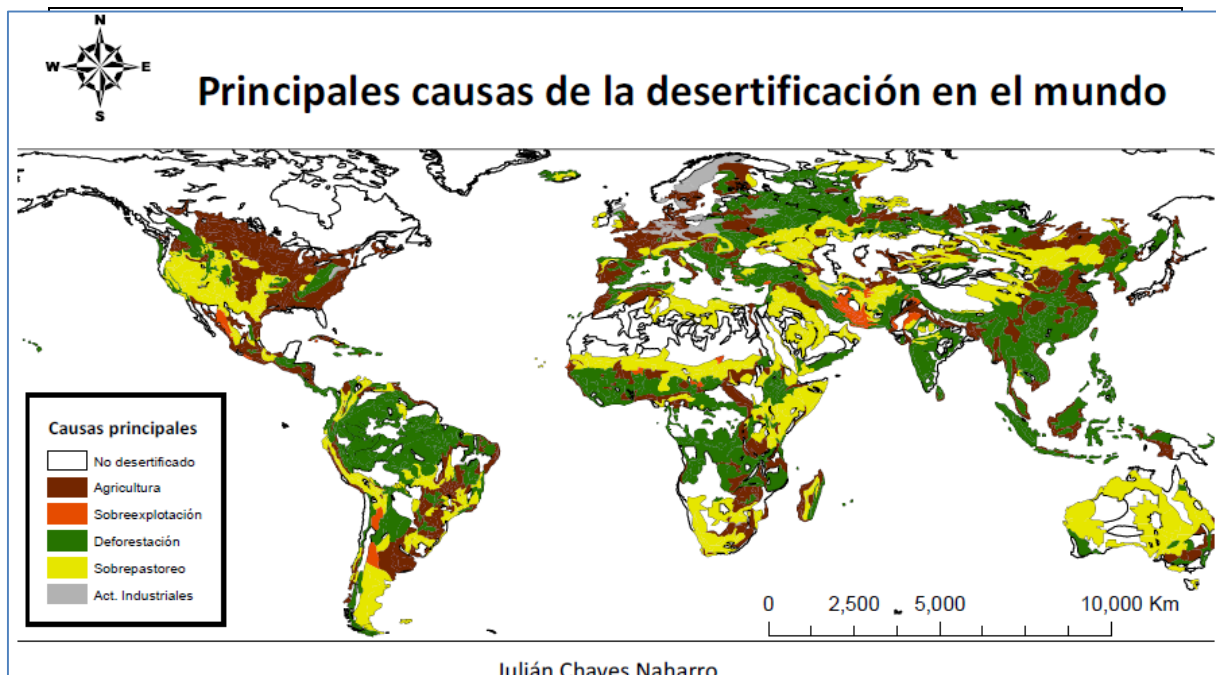 N
W E
S
Principales causas de la desertificación en el mundo
Causas principales
No desertificado
Agricultura
Sobreexplotación
Deforestación
Sobrepastoreo
Act. Industriales
0 2,500 5,000 10,000 Km
Julián Chaves Naharro